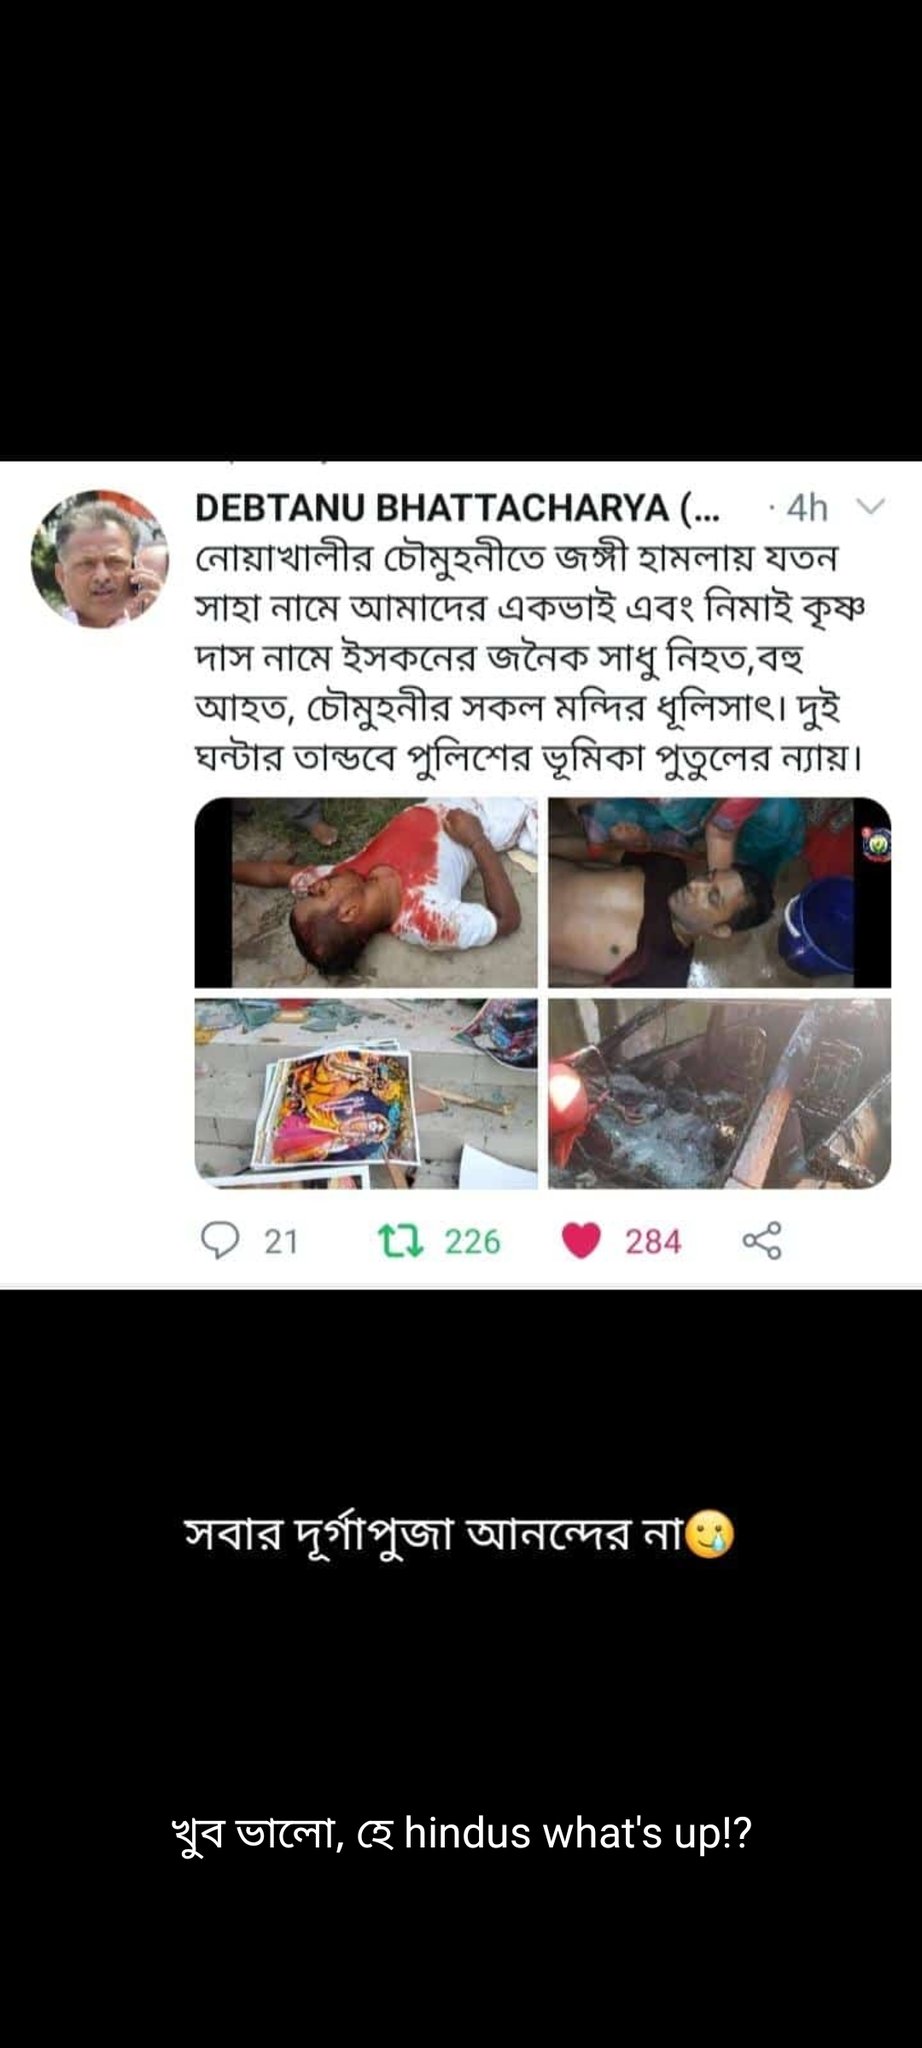 DEBTANU BHATTACHARYA (... · 4h
নোয়াখালীর চৌমুহনীতে জঙ্গী হামলায় যতন
সাহা নামে আমাদের একভাই এবং নিমাই কৃষ্ণ
দাস নামে ইসকনের জনৈক সাধু নিহত,বহু
আহত, চৌমুহনীর সকল মন্দির ধূলিসাৎ। দুই
ঘন্টার তান্ডবে পুলিশের ভূমিকা পুতুলের ন্যায়।
21 226 284
সবার দূর্গাপুজা আনন্দের না🥲
খুব ভালো, হে hindus what's up!?